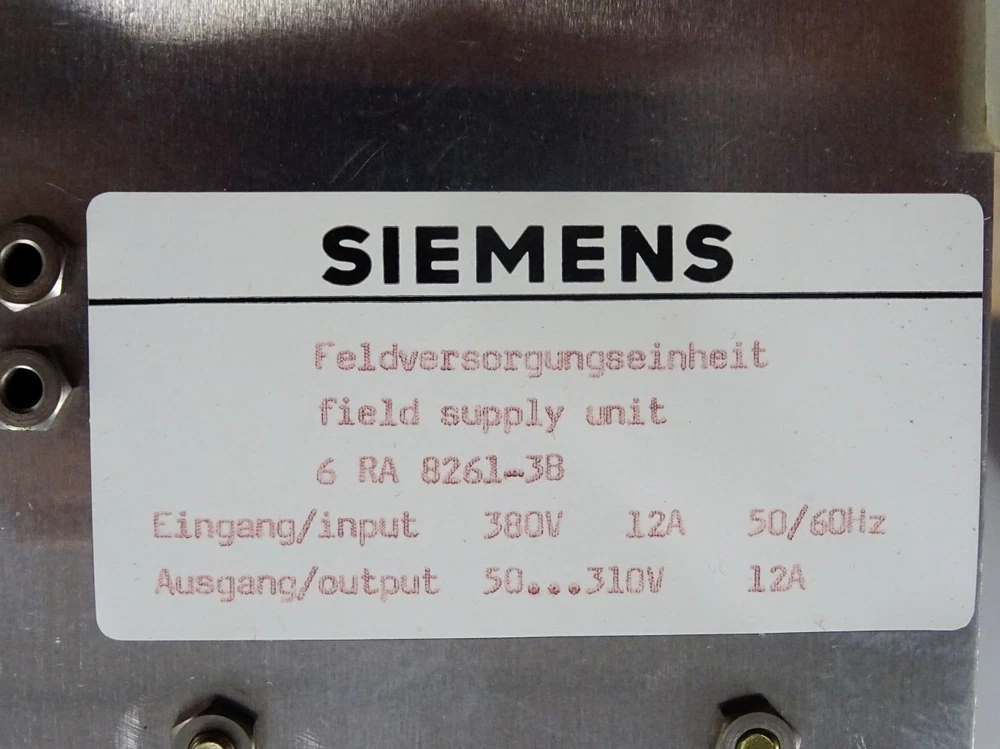 SIEMENS
Feldversorgungseinheit
field supply unit
6 RA 8261-3B
Eingang/input 380V 12A 50/60Hz
Ausgang/output 50...310V 12A